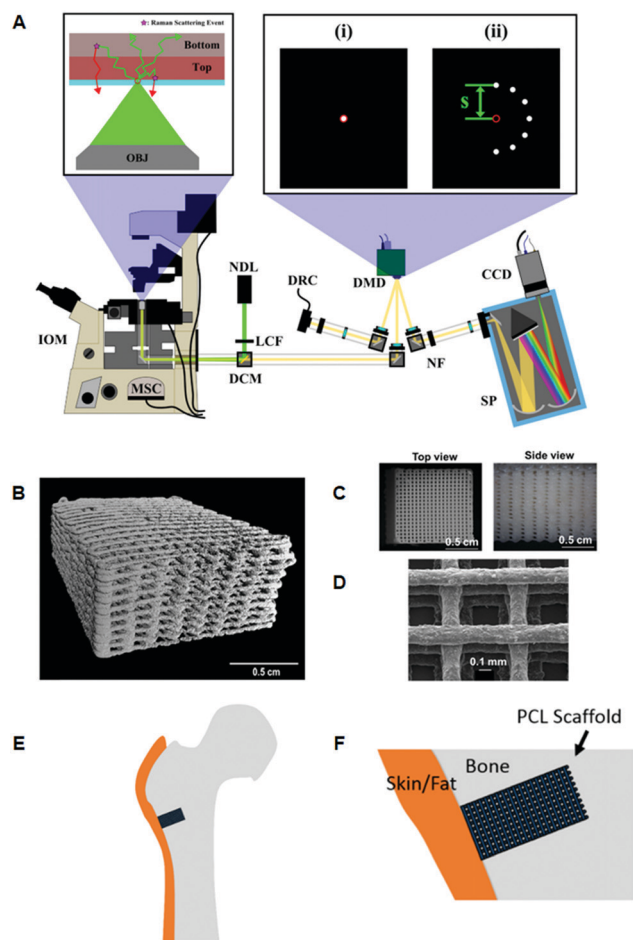 A
☆: Raman Scattering Event
Bottom
Top
OBJ
(i)
(ii)
s
NDL
DMD
CCD
DRC
IOM
LCF
NF
DCM
MSC
SP
B
0.5 cm
C
Top view
Side view
0.5 cm
0.5 cm
D
0.1 mm
E
F
PCL Scaffold
Bone
Skin/Fat